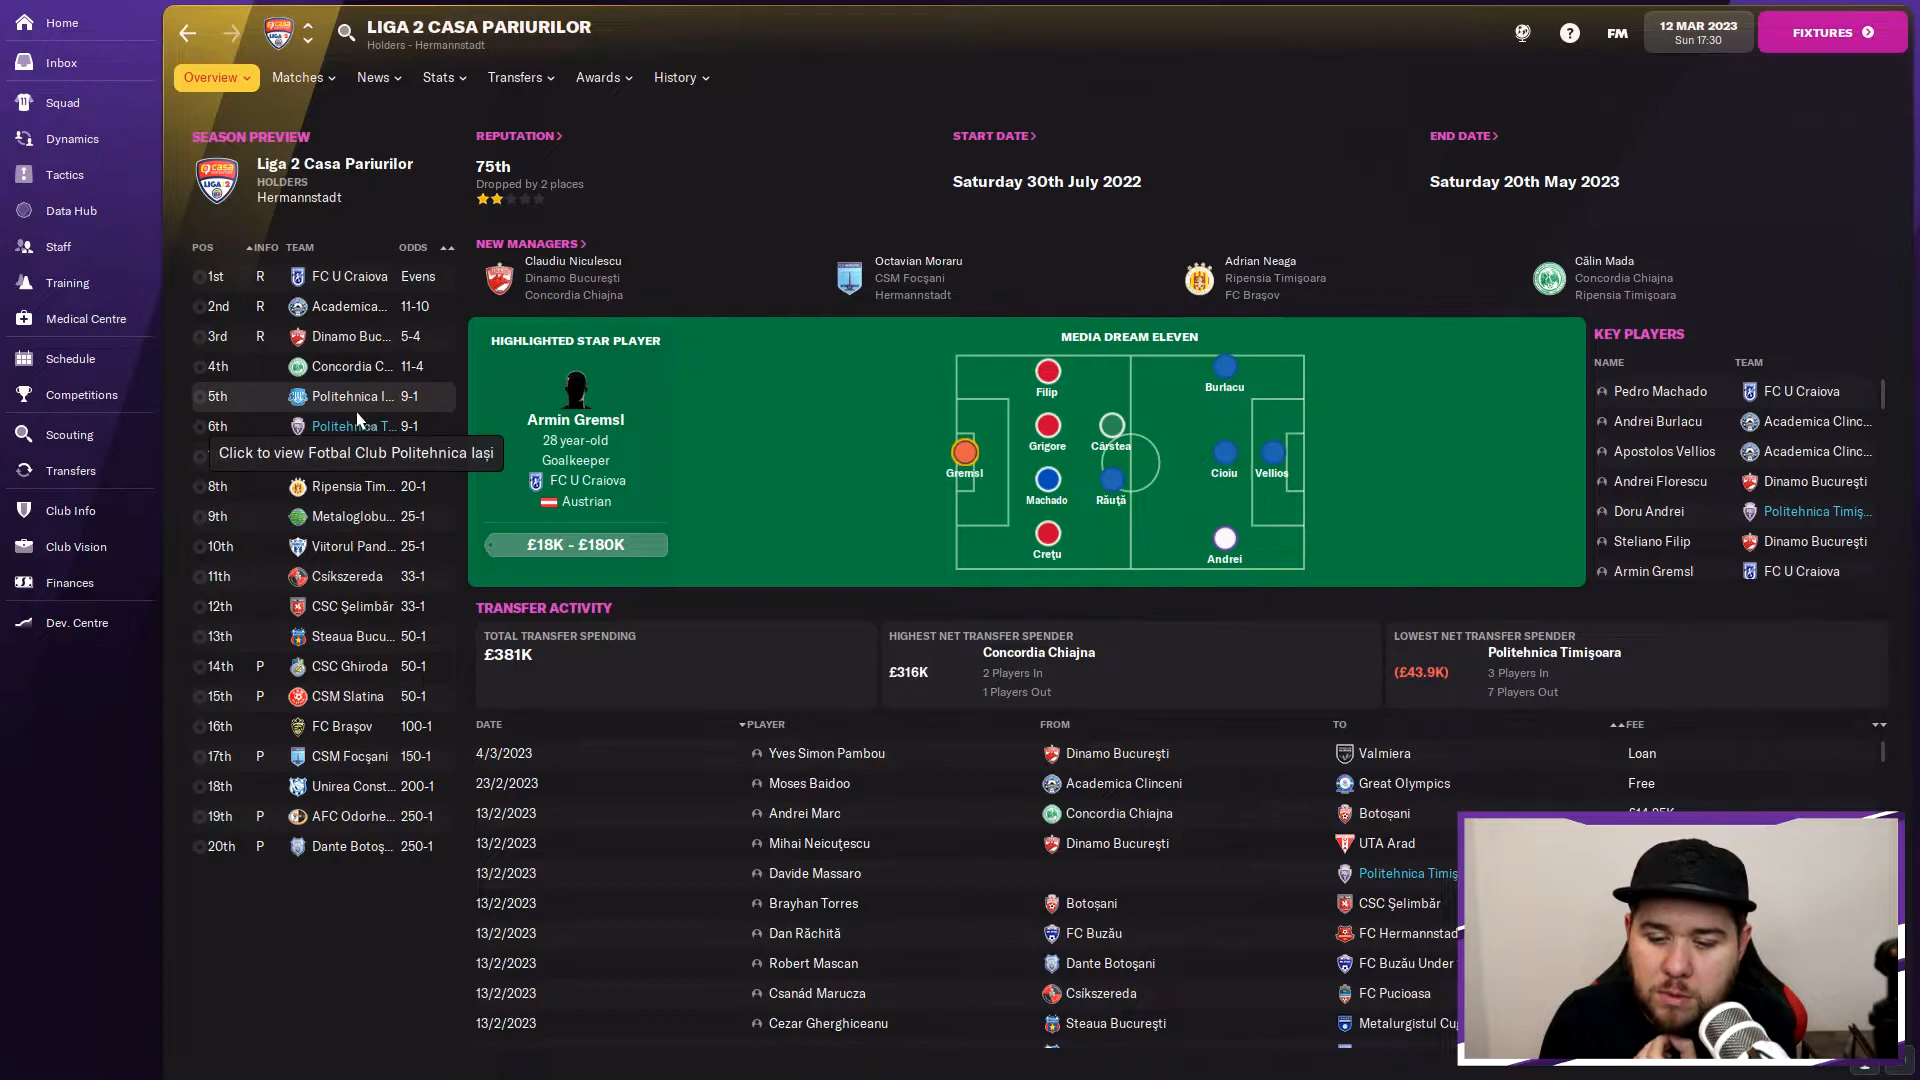 Home
Inbox
Squad
Dynamics
Tactics
Data Hub
Staff
Training
Medical Centre
Schedule
Competitions
Scouting
Transfers
Club Info
Club Vision
Finances
Dev. Centre
LIGA 2 CASA PARIURILOR
Holders - Hermannstadt
FM
12 MAR 2023
Sun 17:30
FIXTURES
Overview
Matches
News
Stats
Transfers
Awards
History
SEASON PREVIEW
Liga 2 Casa Pariurilor
HOLDERS
Hermannstadt
REPUTATION
75th
Dropped by 2 places
START DATE
Saturday 30th July 2022
END DATE
Saturday 20th May 2023
NEW MANAGERS
Claudiu Niculescu
Dinamo București
Concordia Chiajna
Octavian Moraru
CSM Focșani
Hermannstadt
Adrian Neaga
Ripensia Timișoara
FC Brașov
Călin Mada
Concordia Chiajna
Ripensia Timișoara
POS INFO TEAM ODDS
1st R FC U Craiova Evens
2nd R Academica... 11-10
3rd R Dinamo Buc... 5-4
4th Concordia C... 11-4
5th Politehnica I... 9-1
6th Politehnica T... 9-1
Click to view Fotbal Club Politehnica Iași
8th Ripensia Tim... 20-1
9th Metaloglobu... 25-1
10th Viitorul Pand... 25-1
11th Csíkszereda 33-1
12th CSC Șelimbăr 33-1
13th Steaua Bucu... 50-1
14th P CSC Ghiroda 50-1
15th P CSM Slatina 50-1
16th FC Brașov 100-1
17th P CSM Focșani 150-1
18th Unirea Const... 200-1
19th P AFC Odorhe... 250-1
20th P Dante Botoș... 250-1
HIGHLIGHTED STAR PLAYER
Armin Gremsl
28 year-old
Goalkeeper
FC U Craiova
Austrian
£18K - £180K
MEDIA DREAM ELEVEN
Filip
Burlacu
Grigore
Cârstea
Gremsl
Cioiu
Vellios
Machado
Răuță
Crețu
Andrei
KEY PLAYERS
NAME TEAM
Pedro Machado FC U Craiova
Andrei Burlacu Academica Clinc...
Apostolos Vellios Academica Clinc...
Andrei Florescu Dinamo București
Doru Andrei Politehnica Timiș...
Steliano Filip Dinamo București
Armin Gremsl FC U Craiova
TRANSFER ACTIVITY
TOTAL TRANSFER SPENDING
£381K
HIGHEST NET TRANSFER SPENDER
Concordia Chiajna
£316K
2 Players In
1 Players Out
LOWEST NET TRANSFER SPENDER
Politehnica Timișoara
(£43.9K)
3 Players In
7 Players Out
DATE PLAYER FROM TO FEE
4/3/2023 Yves Simon Pambou Dinamo București Valmiera Loan
23/2/2023 Moses Baidoo Academica Clinceni Great Olympics Free
13/2/2023 Andrei Marc Concordia Chiajna Botoșani
13/2/2023 Mihai Neicuțescu Dinamo București UTA Arad
13/2/2023 Davide Massaro Politehnica Timiș
13/2/2023 Brayhan Torres Botoșani CSC Șelimbăr
13/2/2023 Dan Răchită FC Buzău FC Hermannstad
13/2/2023 Robert Mascan Dante Botoșani FC Buzău Under
13/2/2023 Csanád Marucza Csíkszereda FC Pucioasa
13/2/2023 Cezar Gherghiceanu Steaua București Metalurgistul Cu